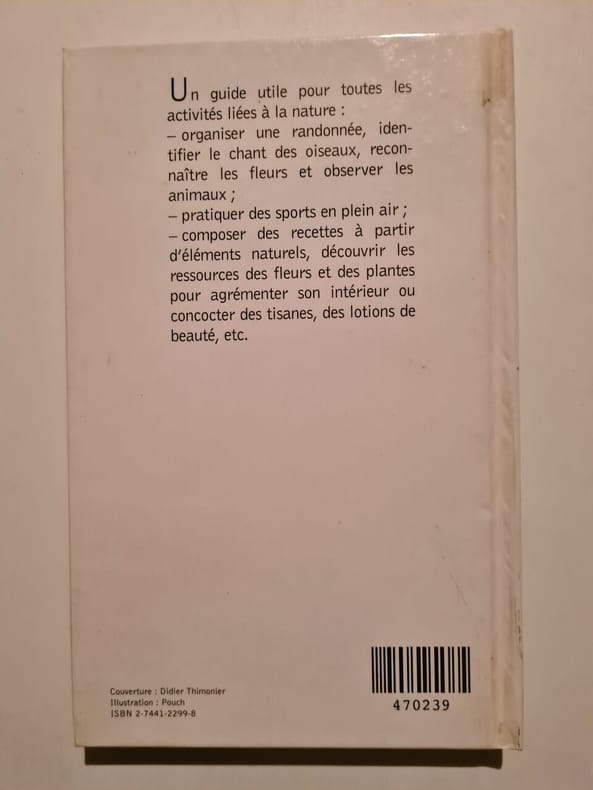 Un guide utile pour toutes les
activités liées à la nature :
– organiser une randonnée, iden-
tifier le chant des oiseaux, recon-
naître les fleurs et observer les
animaux ;
– pratiquer des sports en plein air ;
– composer des recettes à partir
d'éléments naturels, découvrir les
ressources des fleurs et des plantes
pour agrémenter son intérieur ou
concocter des tisanes, des lotions de
beauté, etc.
Couverture : Didier Thimonier
Illustration : Pouch
ISBN 2-7441-2299-8
470239